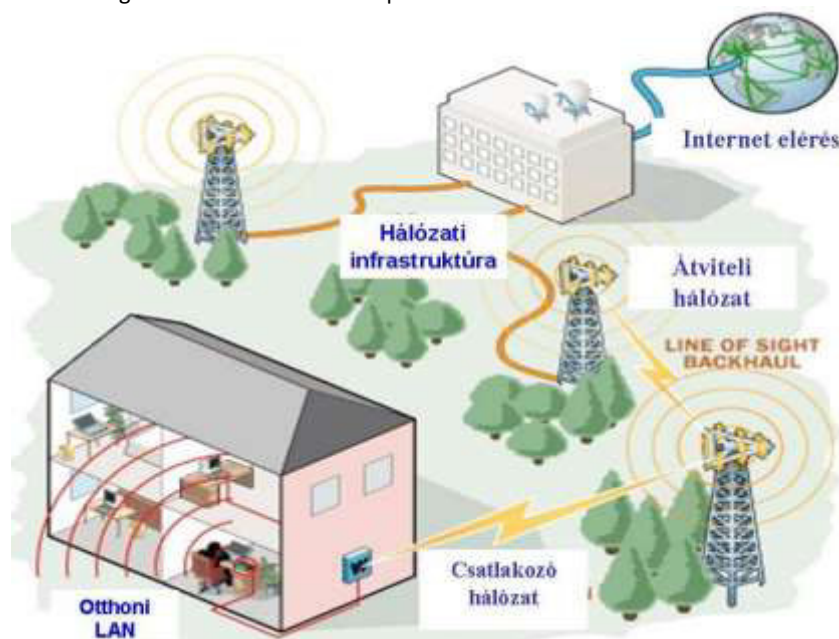 Internet elérés
Hálózati
infrastruktúra
Átviteli
hálózat
LINE OF SIGHT
BACKHAUL
Csatlakozó
hálózat
Otthoni
LAN